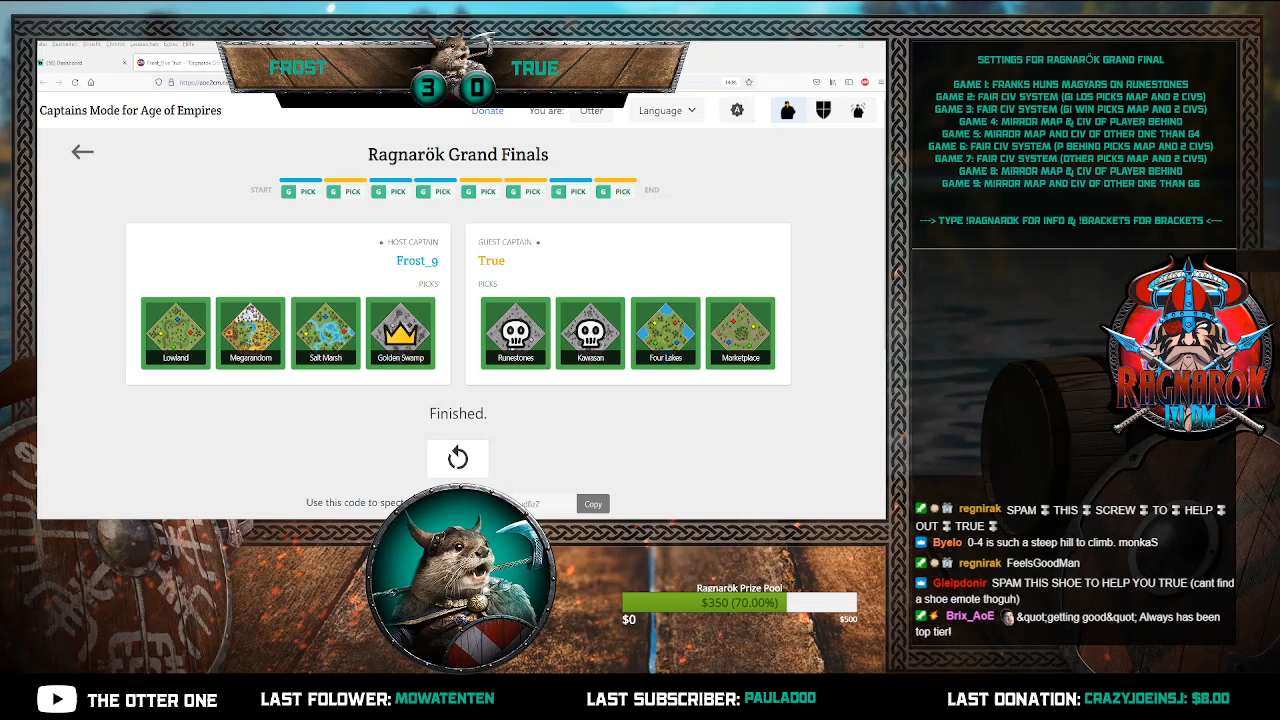 FROST
3 0
TRUE
[SE] Dashboard
Captains Mode for Age of Empires
Donate
You are:
Otter
Language
140%
Ragnarök Grand Finals
START
G PICK
G PICK
G PICK
G PICK
G PICK
G PICK
G PICK
G PICK
END
HOST CAPTAIN
Frost_9
PICKS
Lowland
Megarandom
Salt Marsh
Golden Swamp
GUEST CAPTAIN
True
PICKS
Runestones
Kawasan
Four Lakes
Marketplace
Finished.
Use this code to spect
Copy
SETTINGS FOR RAGNARÖK GRAND FINAL
GAME 1: FRANKS HUNS MAGYARS ON RUNESTONES
GAME 2: FAIR CIV SYSTEM (G1 LOS PICKS MAP AND 2 CIVS)
GAME 3: FAIR CIV SYSTEM (G1 WIN PICKS MAP AND 2 CIVS)
GAME 4: MIRROR MAP & CIV OF PLAYER BEHIND
GAME 5: MIRROR MAP AND CIV OF OTHER ONE THAN G4
GAME 6: FAIR CIV SYSTEM (P BEHIND PICKS MAP AND 2 CIVS)
GAME 7: FAIR CIV SYSTEM (OTHER PICKS MAP AND 2 CIVS)
GAME 8: MIRROR MAP & CIV OF PLAYER BEHIND
GAME 9: MIRROR MAP AND CIV OF OTHER ONE THAN G6
---> TYPE !RAGNAROK FOR INFO & !BRACKETS FOR BRACKETS <---
RAGNAROK
1V1 DM
regnirak SPAM THIS SCREW TO HELP
OUT TRUE
Byelo 0-4 is such a steep hill to climb. monkaS
regnirak FeelsGoodMan
Gleipdonir SPAM THIS SHOE TO HELP YOU TRUE (cant find
a shoe emote thoguh)
Brix_AoE &quot;getting good&quot; Always has been
top tier!
Ragnarök Prize Pool
$350 (70.00%)
$0
$500
THE OTTER ONE
LAST FOLOWER: MOWATENTEN
LAST SUBSCRIBER: PAULADOO
LAST DONATION: CRAZYJOEINSJ: $8.00